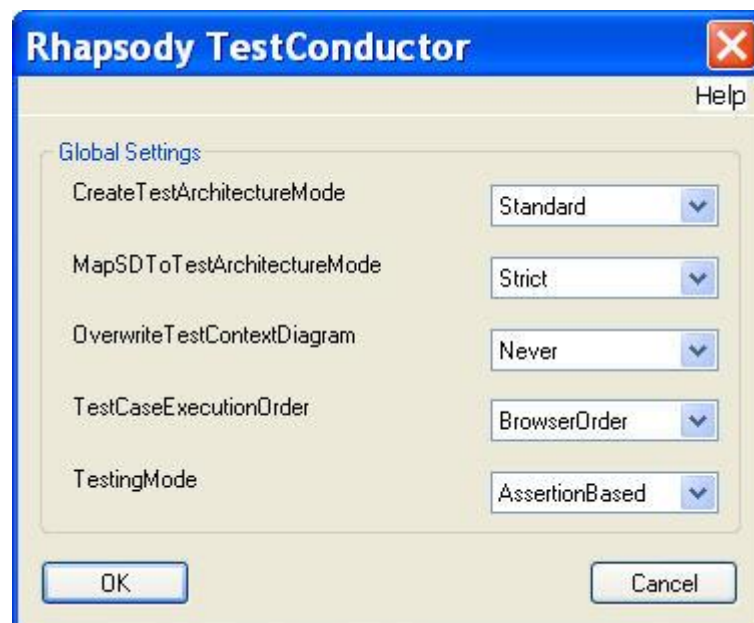 Rhapsody TestConductor
Help
Global Settings
CreateTestArchitectureMode Standard
MapSDToTestArchitectureMode Strict
OverwriteTestContextDiagram Never
TestCaseExecutionOrder BrowserOrder
TestingMode AssertionBased
OK Cancel